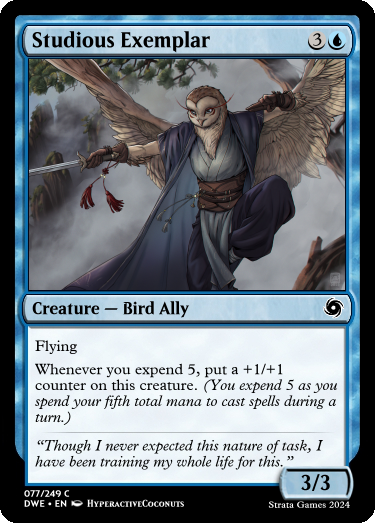 Studious Exemplar 3
Creature — Bird Ally
Flying
Whenever you expend 5, put a +1/+1
counter on this creature. (You expend 5 as you
spend your fifth total mana to cast spells during a
turn.)
“Though I never expected this nature of task, I
have been training my whole life for this.”
3/3
077/249 C
DWE • EN HyperactiveCoconuts
Strata Games 2024